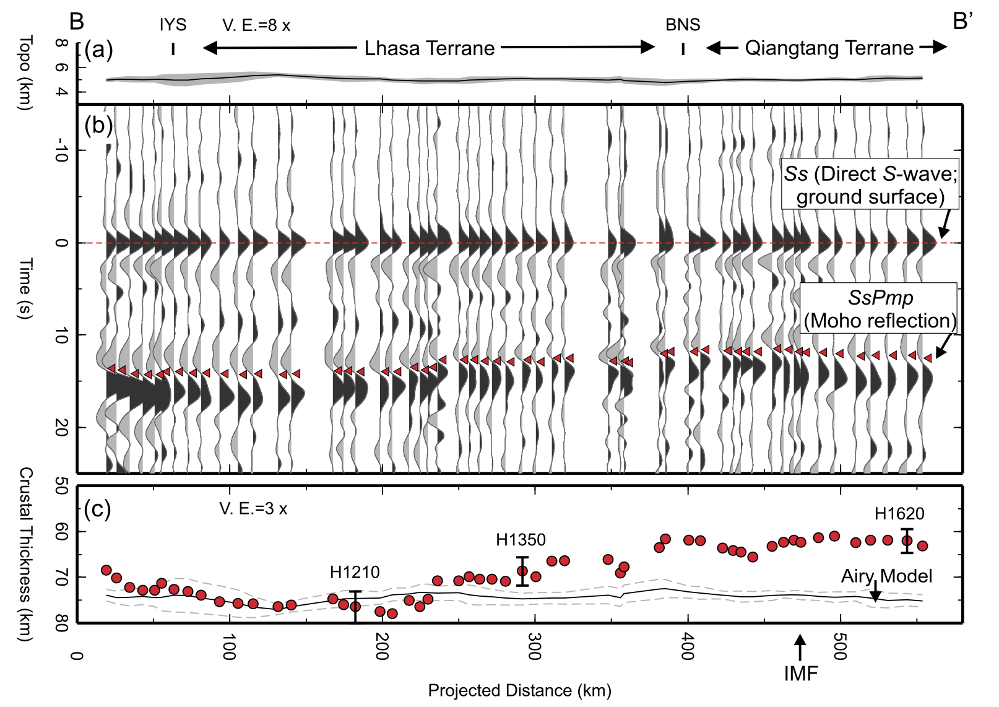 B
IYS
V. E.=8 x
BNS
B’
(a)
Lhasa Terrane
Qiangtang Terrane
Topo (km)
8
6
4
(b)
Time (s)
-10
0
10
20
Ss (Direct S-wave;
ground surface)
SsPmp
(Moho reflection)
Crustal Thickness (km)
50
60
70
80
(c)
V. E.=3 x
H1210
H1350
H1620
Airy Model
0
100
200
300
400
500
IMF
Projected Distance (km)